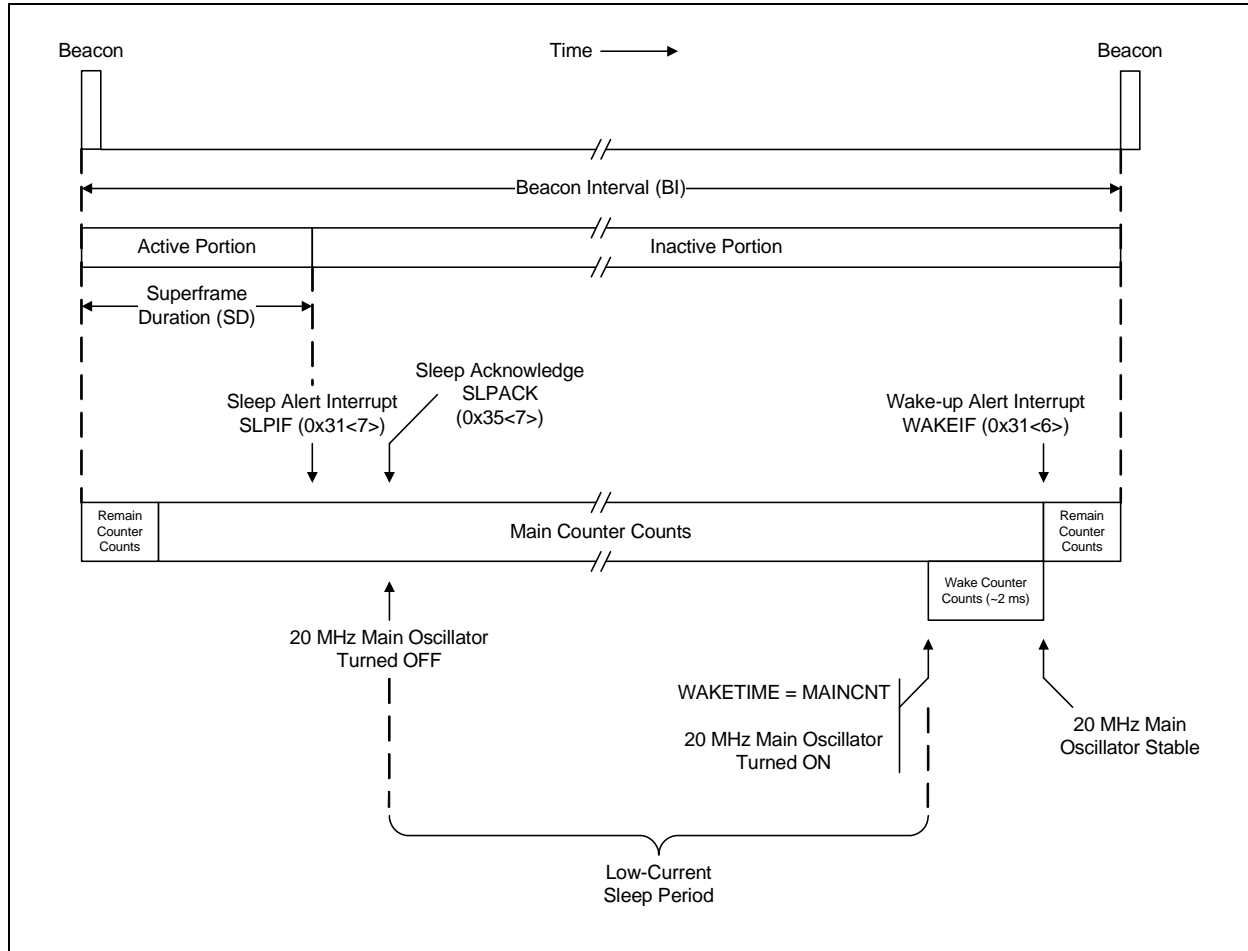 Beacon
Time
Beacon
Beacon Interval (BI)
Active Portion
Inactive Portion
Superframe
Duration (SD)
Sleep Alert Interrupt
SLPIF (0x31<7>)
Sleep Acknowledge
SLPACK
(0x35<7>)
Wake-up Alert Interrupt
WAKEIF (0x31<6>)
Remain
Counter
Counts
Main Counter Counts
Remain
Counter
Counts
Wake Counter
Counts (~2 ms)
20 MHz Main Oscillator
Turned OFF
WAKETIME = MAINCNT
20 MHz Main Oscillator
Turned ON
20 MHz Main
Oscillator Stable
Low-Current
Sleep Period